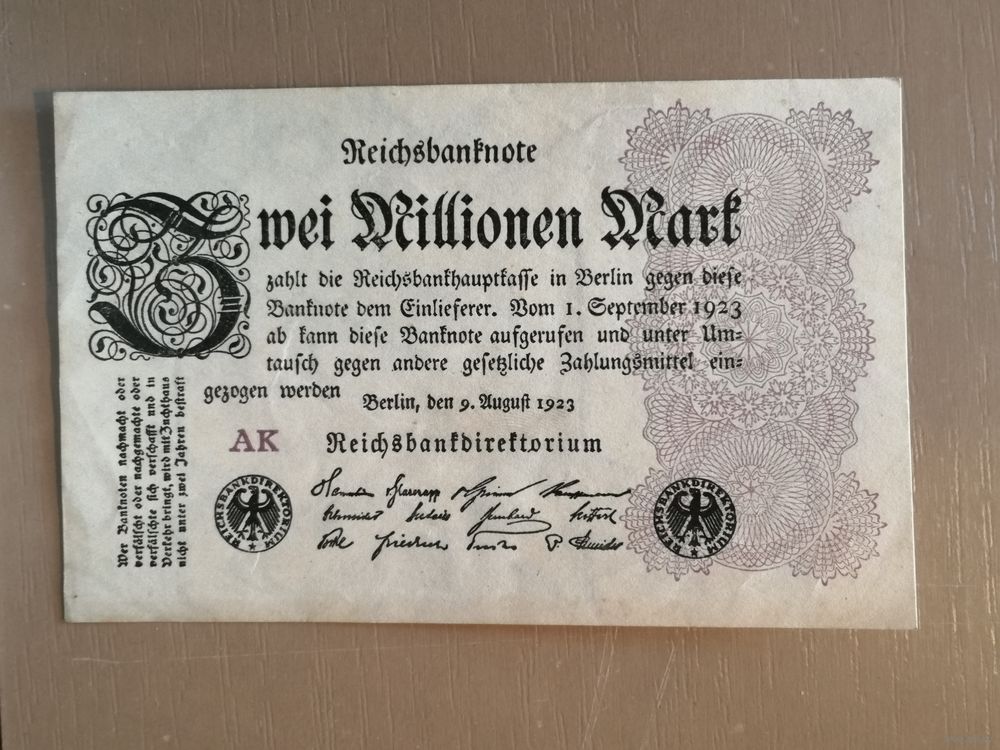 Reichsbanknote
Zwei Millionen Mark
zahlt die Reichsbankhauptkasse in Berlin gegen diese
Banknote dem Einlieferer. Vom 1. September 1923
ab kann diese Banknote aufgerufen und unter Um=
tausch gegen andere gesetzliche Zahlungsmittel ein=
gezogen werden
Berlin, den 9. August 1923
AK Reichsbankdirektorium
REICHSBANKDIREKTORIUM
REICHSBANKDIREKTORIUM
Wer Banknoten nachmacht oder
verfälscht oder nachgemachte oder
verfälschte sich verschafft und in
Verkehr bringt, wird mit Zuchthaus
nicht unter zwei Jahren bestraft